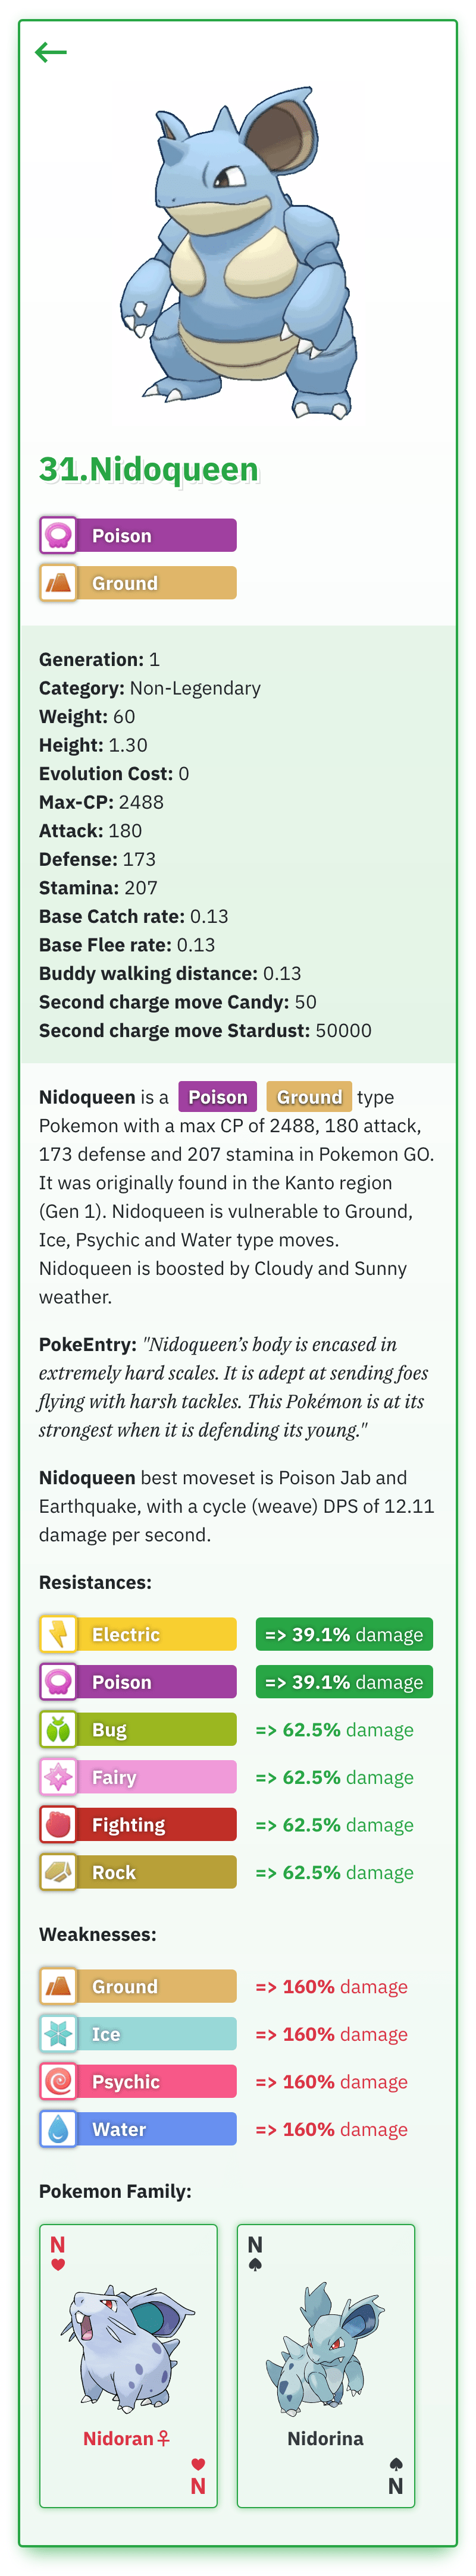 31.Nidoqueen
Poison
Ground
Generation: 1
Category: Non-Legendary
Weight: 60
Height: 1.30
Evolution Cost: 0
Max-CP: 2488
Attack: 180
Defense: 173
Stamina: 207
Base Catch rate: 0.13
Base Flee rate: 0.13
Buddy walking distance: 0.13
Second charge move Candy: 50
Second charge move Stardust: 50000
Nidoqueen is a Poison Ground type
Pokemon with a max CP of 2488, 180 attack,
173 defense and 207 stamina in Pokemon GO.
It was originally found in the Kanto region
(Gen 1). Nidoqueen is vulnerable to Ground,
Ice, Psychic and Water type moves.
Nidoqueen is boosted by Cloudy and Sunny
weather.
PokeEntry: "Nidoqueen’s body is encased in
extremely hard scales. It is adept at sending foes
flying with harsh tackles. This Pokémon is at its
strongest when it is defending its young."
Nidoqueen best moveset is Poison Jab and
Earthquake, with a cycle (weave) DPS of 12.11
damage per second.
Resistances:
Electric => 39.1% damage
Poison => 39.1% damage
Bug => 62.5% damage
Fairy => 62.5% damage
Fighting => 62.5% damage
Rock => 62.5% damage
Weaknesses:
Ground => 160% damage
Ice => 160% damage
Psychic => 160% damage
Water => 160% damage
Pokemon Family:
N
♥
Nidoran♀
♥
N
N
♠
Nidorina
♠
N